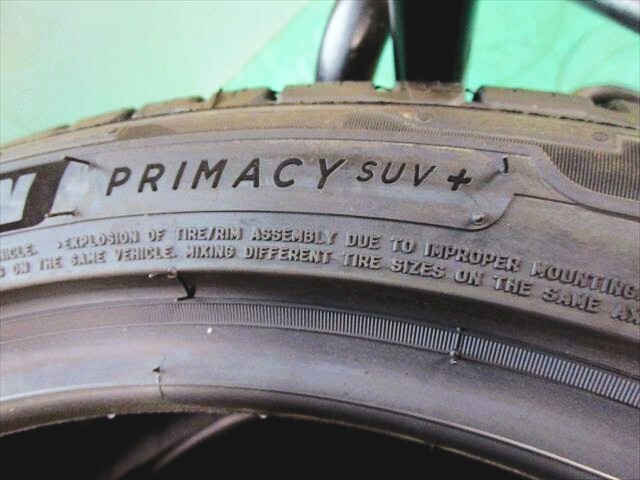 PRIMACY SUV +
EXPLOSION OF TIRE/RIM ASSEMBLY DUE TO IMPROPER MOUNTING
ON THE SAME VEHICLE. MIXING DIFFERENT TIRE SIZES ON THE SAME